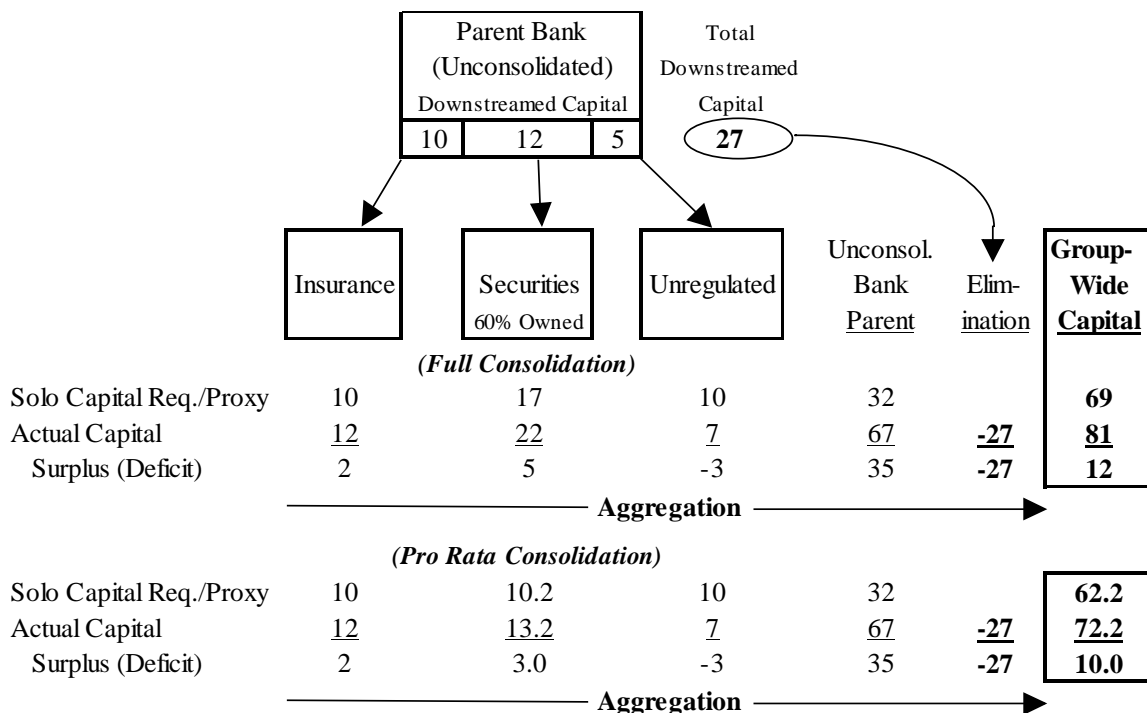 Parent Bank
(Unconsolidated)
Downstreamed Capital
10 12 5
Total
Downstreamed
Capital
27
Insurance
Securities
60% Owned
Unregulated
Unconsol.
Bank
Parent
Elim-
ination
Group-
Wide
Capital
(Full Consolidation)
Solo Capital Req./Proxy 10 17 10 32 69
Actual Capital 12 22 7 67 -27 81
Surplus (Deficit) 2 5 -3 35 -27 12
Aggregation
(Pro Rata Consolidation)
Solo Capital Req./Proxy 10 10.2 10 32 62.2
Actual Capital 12 13.2 7 67 -27 72.2
Surplus (Deficit) 2 3.0 -3 35 -27 10.0
Aggregation